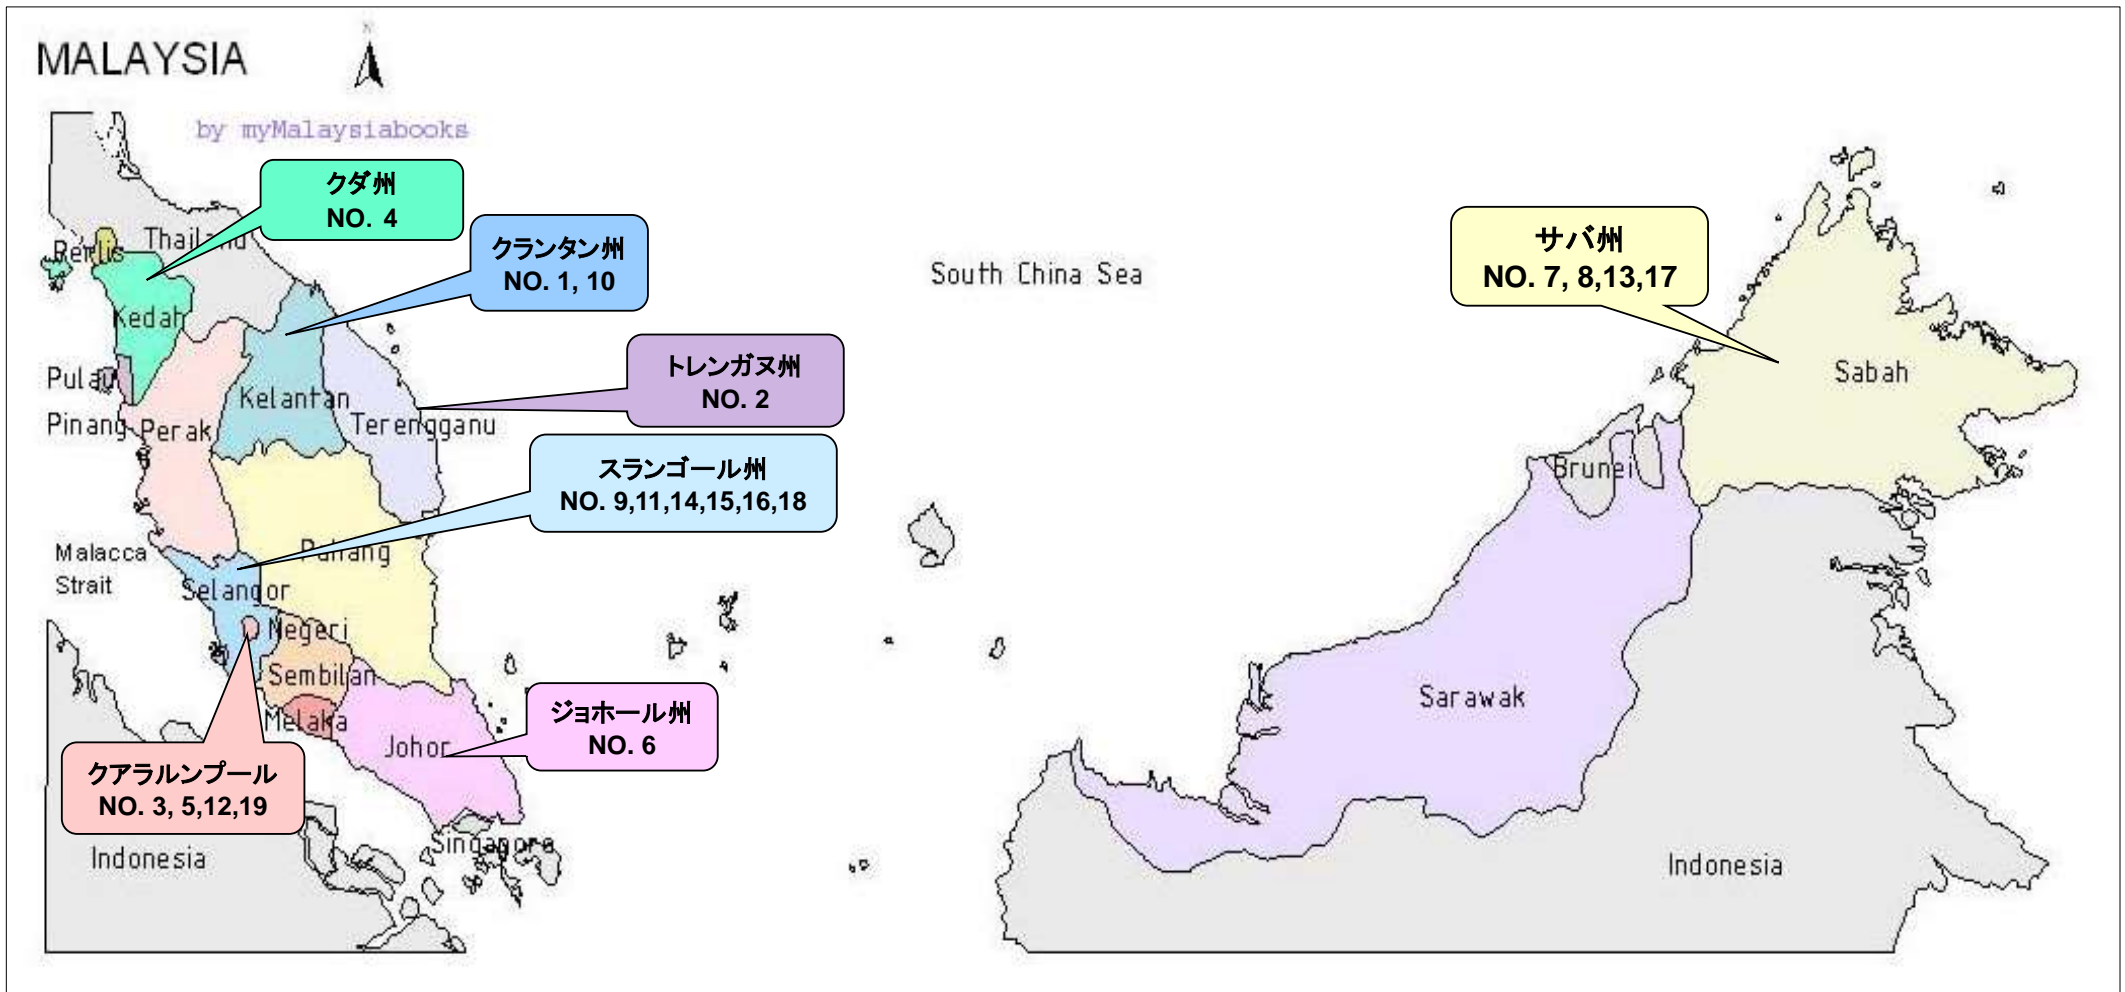 MALAYSIA
N
by myMalaysiabooks
クダ州
NO. 4
クランタン州
NO. 1, 10
サバ州
NO. 7, 8,13,17
Thailand
Perlis
South China Sea
Kedah
トレンガヌ州
NO. 2
Pulau
Pinang
Kelantan
Perak
Terengganu
Sabah
スランゴール州
NO. 9,11,14,15,16,18
Brunei
Malacca
Strait
Pahang
Selangor
Negeri
Sembilan
Melaka
Johor
ジョホール州
NO. 6
Sarawak
クアラルンプール
NO. 3, 5,12,19
Singapore
Indonesia
Indonesia